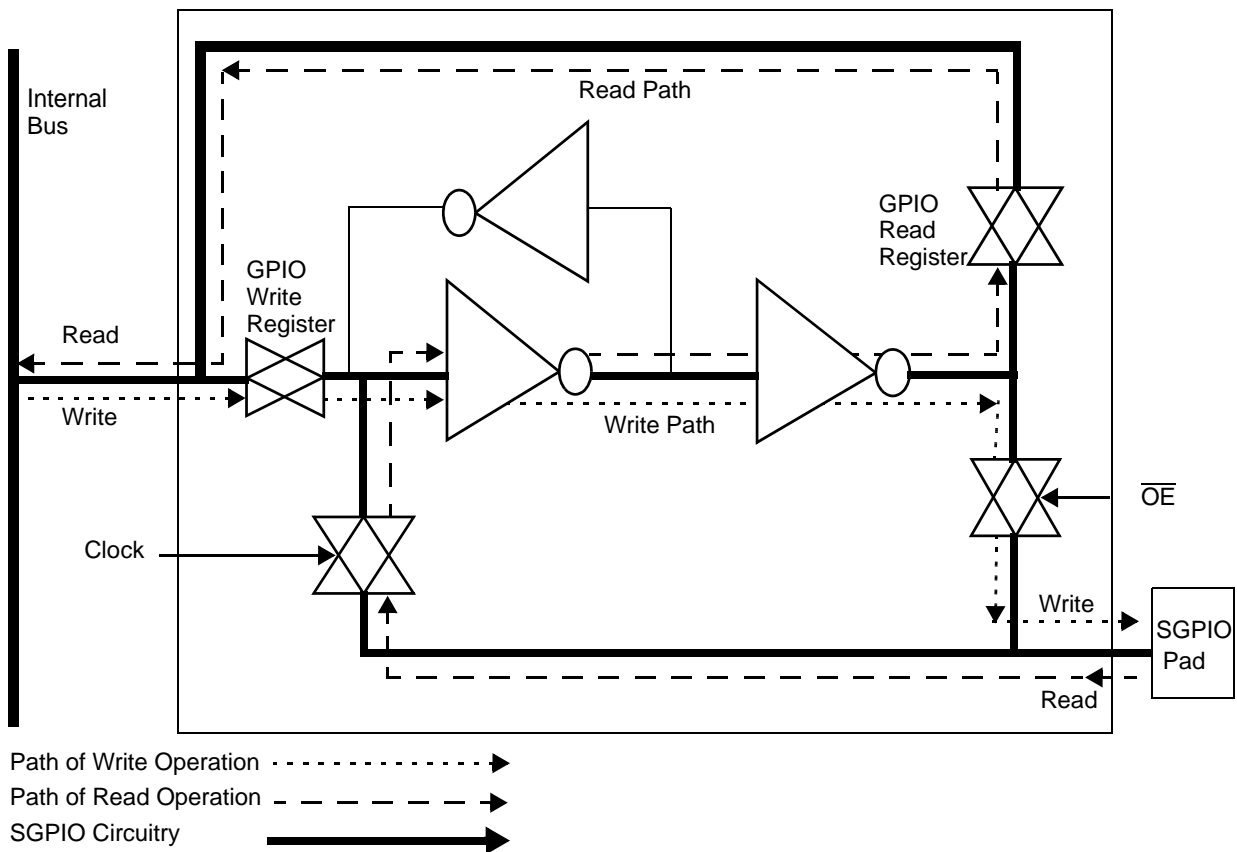 Internal
Bus
Read Path
GPIO
Read
Register
GPIO
Write
Register
Read
Write
Write Path
OE
Clock
Write
SGPIO
Pad
Read
Path of Write Operation
Path of Read Operation
SGPIO Circuitry